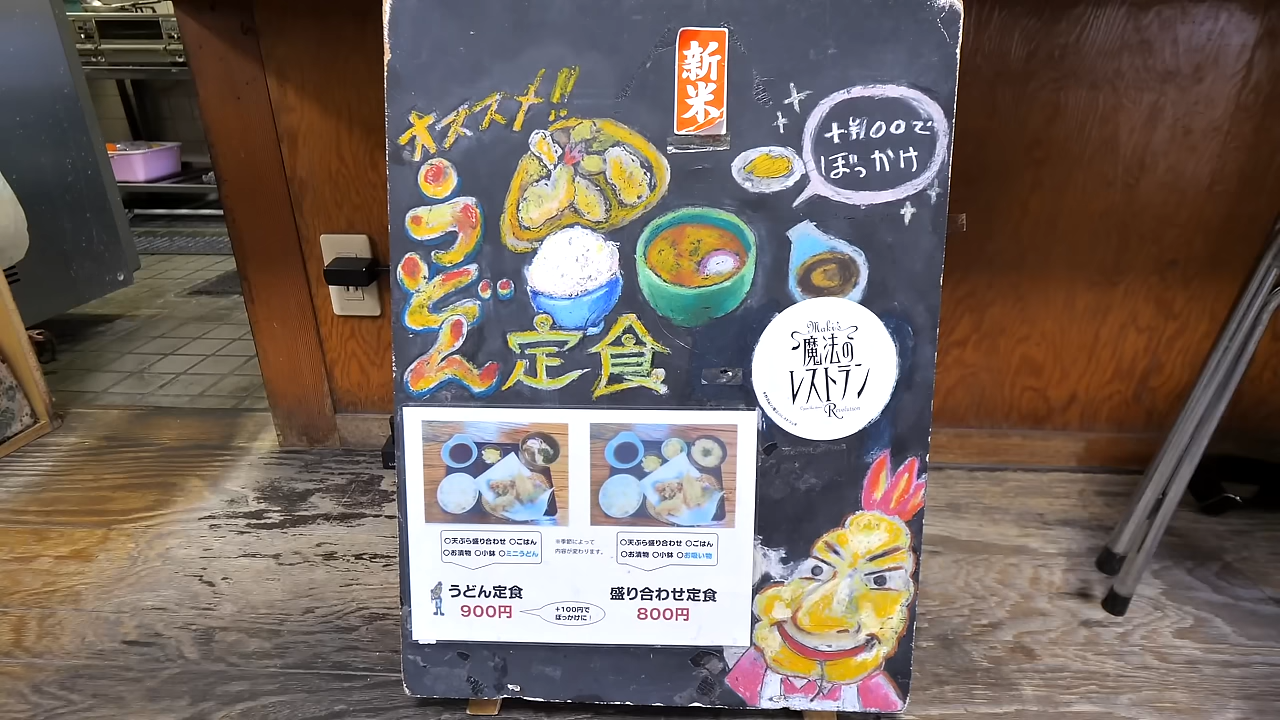 新米
オススメ!!
うどん
定食
+¥100で
ぼっかけ
Maki's
魔法の
レストラン
Revolution
○天ぷら盛り合わせ ○ごはん
○お漬物 ○小鉢 ○ミニうどん
※季節によって
内容が変わります。
○天ぷら盛り合わせ ○ごはん
○お漬物 ○小鉢 ○お吸い物
うどん定食
900円
+100円で
ぼっかけに!
盛り合わせ定食
800円